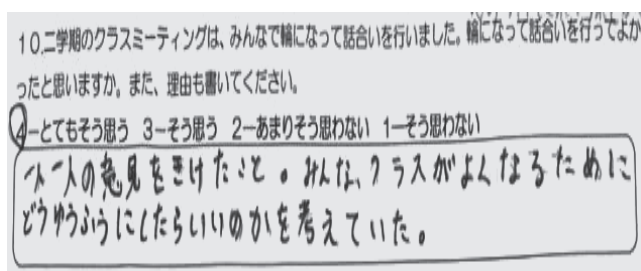 10.二学期のクラスミーティングは、みんなで輪になって話合いを行いました。輪になって話合いを行ってよか
ったと思いますか。また、理由も書いてください。
4―とてもそう思う 3―そう思う 2―あまりそう思わない 1―そう思わない
一人一人の意見をきけたこと。みんな、クラスがよくなるために
どうゆうふうにしたらいいのかを考えていた。